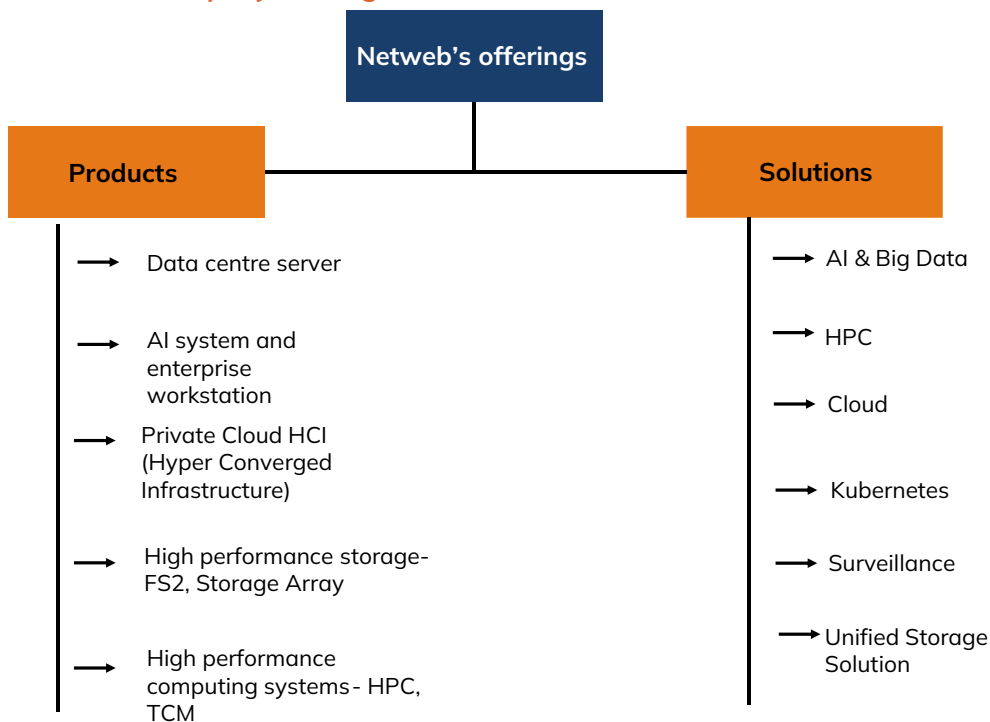 Netweb's offerings
Products
Data centre server
AI system and
enterprise
workstation
Private Cloud HCI
(Hyper Converged
Infrastructure)
High performance storage-
FS2, Storage Array
High performance
computing systems- HPC,
TCM
Solutions
AI & Big Data
HPC
Cloud
Kubernetes
Surveillance
Unified Storage
Solution